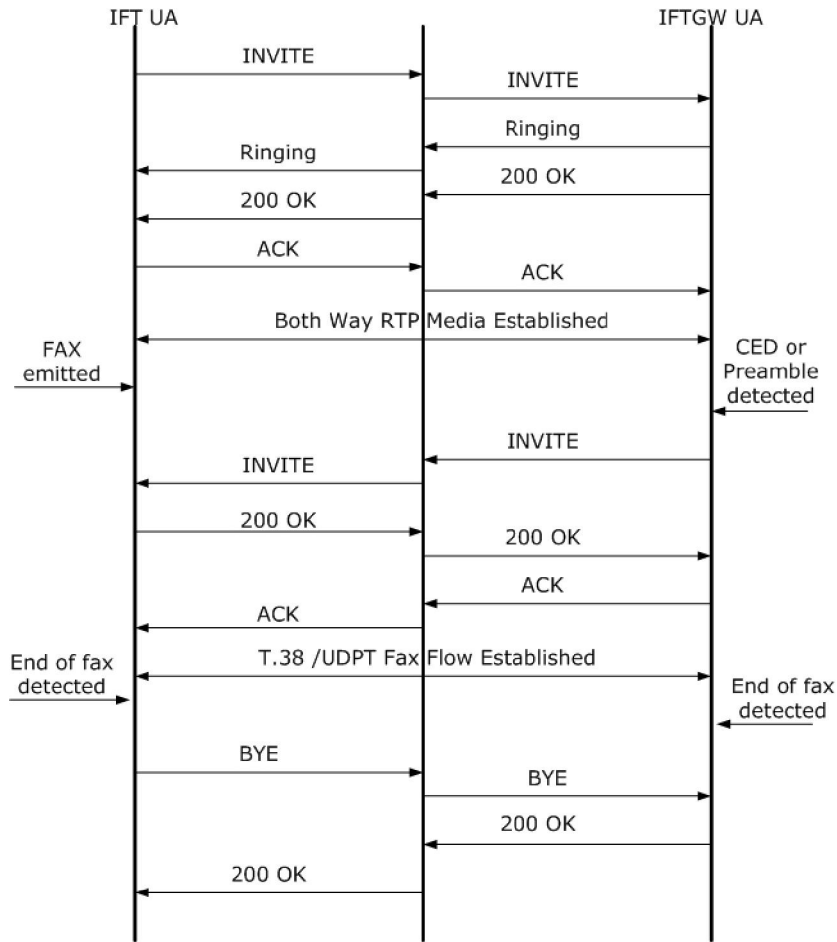 IFT UA
IFTGW UA
INVITE
INVITE
Ringing
Ringing
200 OK
200 OK
ACK
ACK
Both Way RTP Media Established
FAX
emitted
CED or
Preamble
detected
INVITE
INVITE
200 OK
200 OK
ACK
ACK
T.38 /UDPT Fax Flow Established
End of fax
detected
End of fax
detected
BYE
BYE
200 OK
200 OK